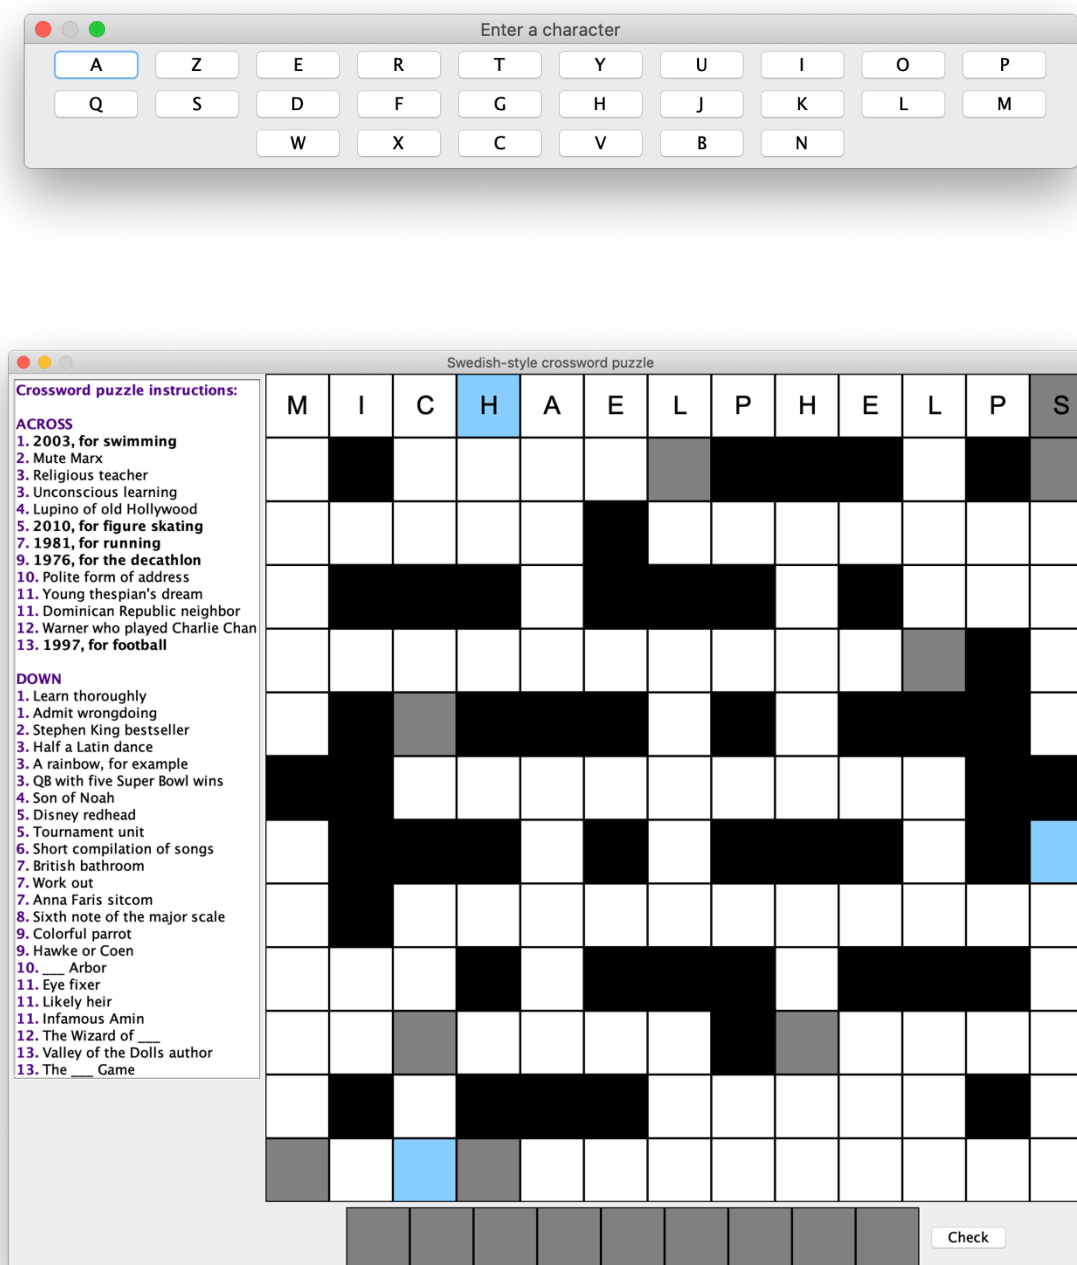 Enter a character
A Z E R T Y U I O P
Q S D F G H J K L M
W X C V B N
Swedish-style crossword puzzle
Crossword puzzle instructions:
ACROSS
1. 2003, for swimming
2. Mute Marx
3. Religious teacher
3. Unconscious learning
4. Lupino of old Hollywood
5. 2010, for figure skating
7. 1981, for running
9. 1976, for the decathlon
10. Polite form of address
11. Young thespian's dream
11. Dominican Republic neighbor
12. Warner who played Charlie Chan
13. 1997, for football
DOWN
1. Learn thoroughly
1. Admit wrongdoing
2. Stephen King bestseller
3. Half a Latin dance
3. A rainbow, for example
3. QB with five Super Bowl wins
4. Son of Noah
5. Disney redhead
5. Tournament unit
6. Short compilation of songs
7. British bathroom
7. Work out
7. Anna Faris sitcom
8. Sixth note of the major scale
9. Colorful parrot
9. Hawke or Coen
10. ___ Arbor
11. Eye fixer
11. Likely heir
11. Infamous Amin
12. The Wizard of ___
13. Valley of the Dolls author
13. The ___ Game
M I C H A E L P H E L P S
Check